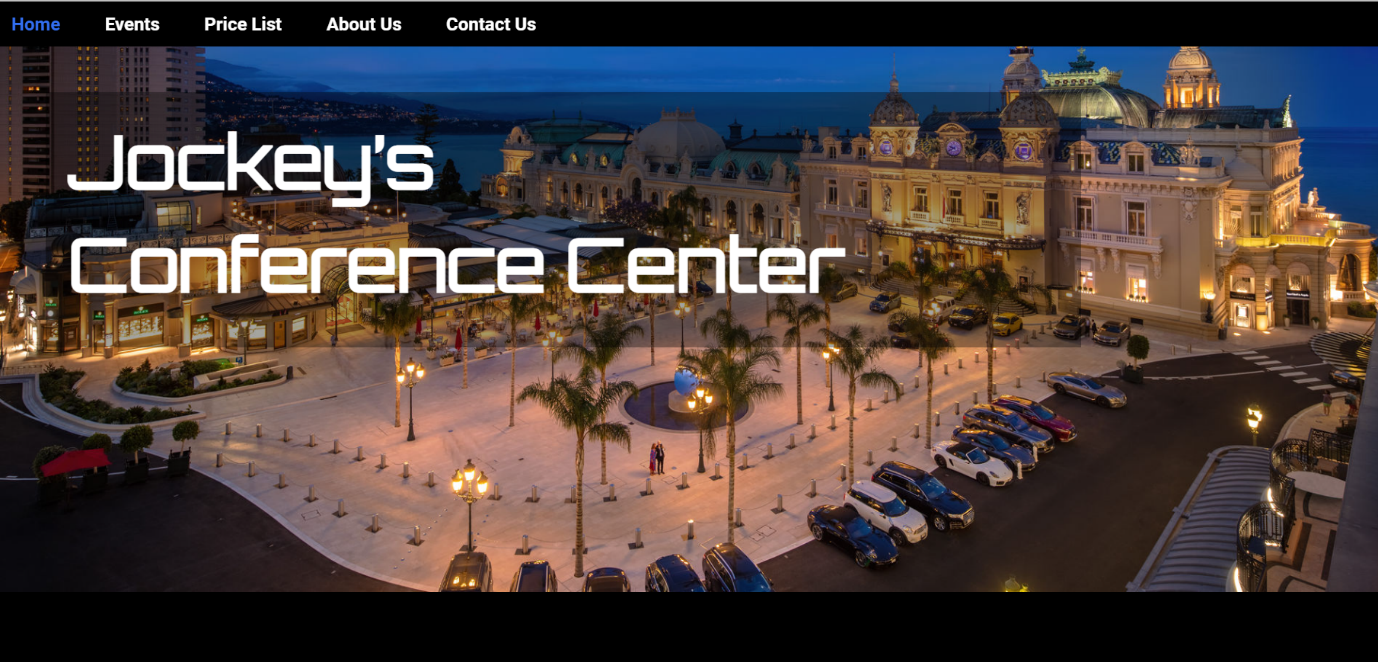 Home Events Price List About Us Contact Us
Jockey's
Conference Center